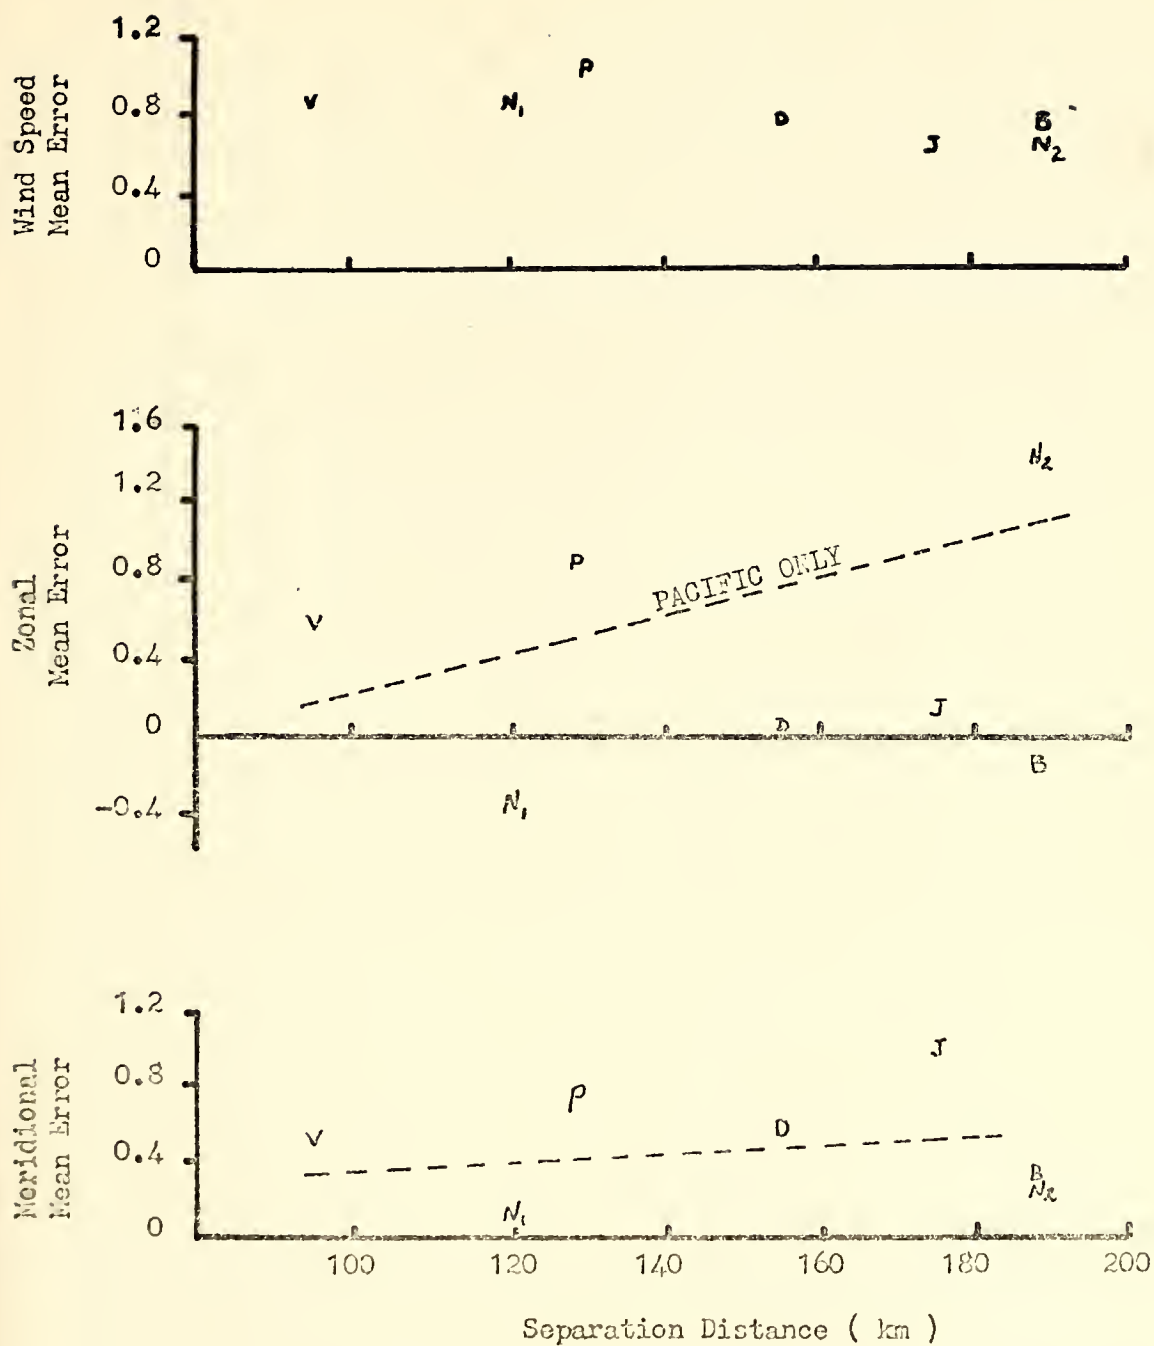 Wind Speed
Mean Error
1.2
0.8
0.4
0
V
N₁
P
D
J
B
N₂
Zonal
Mean Error
1.6
1.2
0.8
0.4
0
-0.4
V
P
N₂
PACIFIC ONLY
D
J
B
N₁
Meridional
Mean Error
1.2
0.8
0.4
0
V
P
J
D
N₁
B
N₂
100 120 140 160 180 200
Separation Distance ( km )